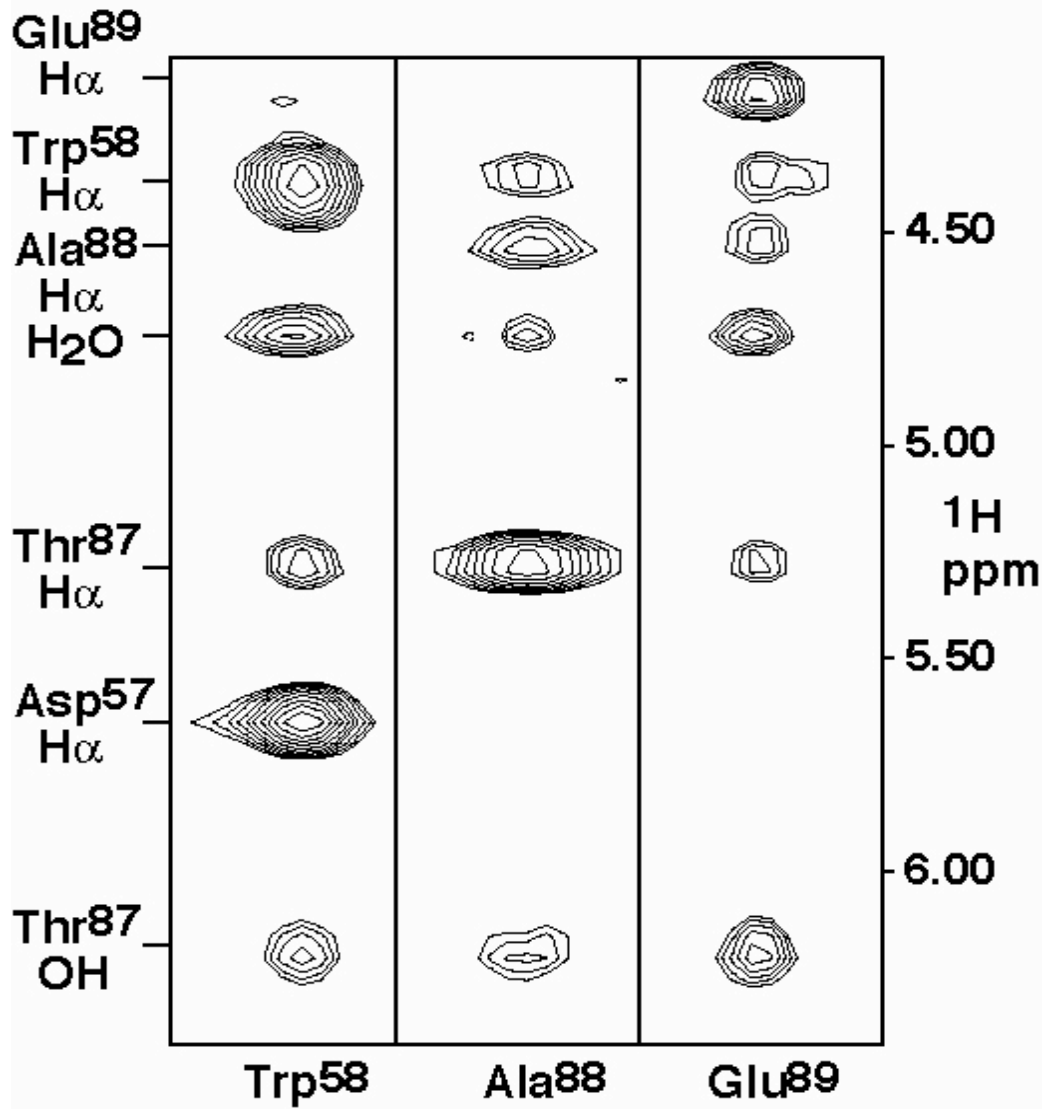 Glu89
Hα
Trp58
Hα
Ala88
Hα
H2O
Thr87
Hα
Asp57
Hα
Thr87
OH
4.50
5.00
1H
ppm
5.50
6.00
Trp58 Ala88 Glu89